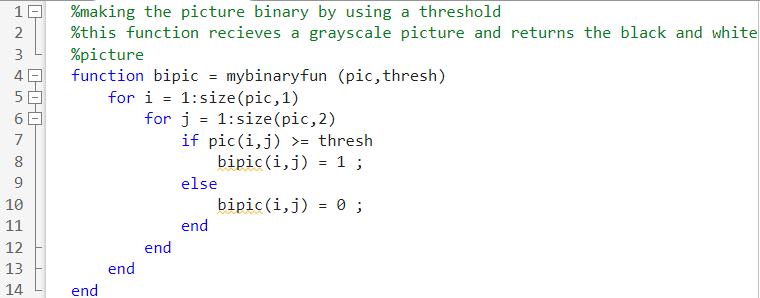 1 %making the picture binary by using a threshold
2 %this function recieves a grayscale picture and returns the black and white
3 %picture
4 function bipic = mybinaryfun (pic,thresh)
5 for i = 1:size(pic,1)
6 for j = 1:size(pic,2)
7 if pic(i,j) >= thresh
8 bipic(i,j) = 1 ;
9 else
10 bipic(i,j) = 0 ;
11 end
12 end
13 end
14 end